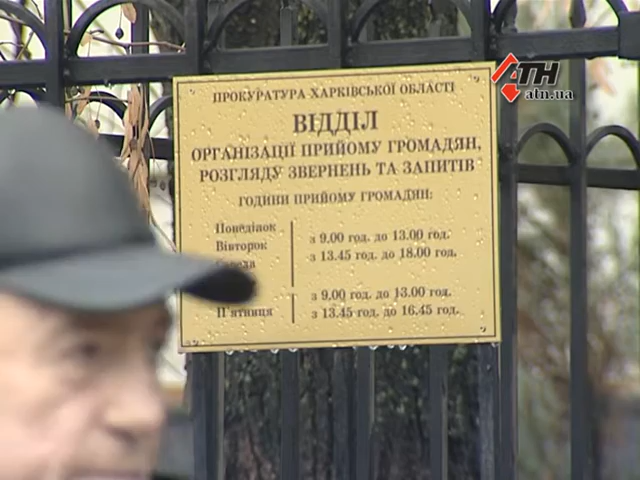 АТН
atn.ua
ПРОКУРАТУРА ХАРКІВСЬКОЇ ОБЛАСТІ
ВІДДІЛ
ОРГАНІЗАЦІЇ ПРИЙОМУ ГРОМАДЯН,
РОЗГЛЯДУ ЗВЕРНЕНЬ ТА ЗАПИТІВ
ГОДИНИ ПРИЙОМУ ГРОМАДЯН:
Понеділок
Вівторок
з 9.00 год. до 13.00 год.
з 13.45 год. до 18.00 год.
П'ятниця
з 9.00 год. до 13.00 год.
з 13.45 год. до 16.45 год.